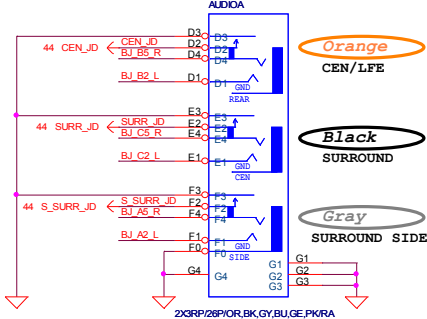 AUDIOA
D3 D3
44 CEN_JD CEN_JD D2 D2
BJ_B5_R D4 D4
Orange
CEN/LFE
BJ_B2_L D1 D1
GND
REAR
E3 E3
44 SURR_JD SURR_JD E2 E2
BJ_C5_R E4 E4
Black
SURROUND
BJ_C2_L E1 E1
GND
CEN
F3 F3
44 S_SURR_JD S_SURR_JD F2 F2
BJ_A5_R F4 F4
Gray
SURROUND SIDE
BJ_A2_L F1 F1
GND
F0 F0 SIDE
G1 G1
G4 G4 G2 G2
G3 G3
2X3RP/26P/OR,BK,GY,BU,GE,PK/RA